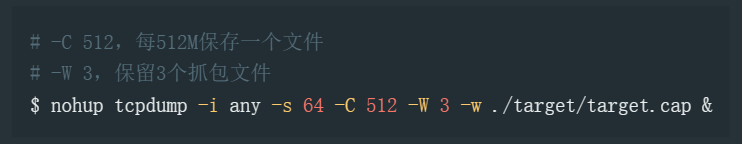 # -C 512，每512M保存一个文件
# -W 3，保留3个抓包文件
$ nohup tcpdump -i any -s 64 -C 512 -W 3 -w ./target/target.cap &